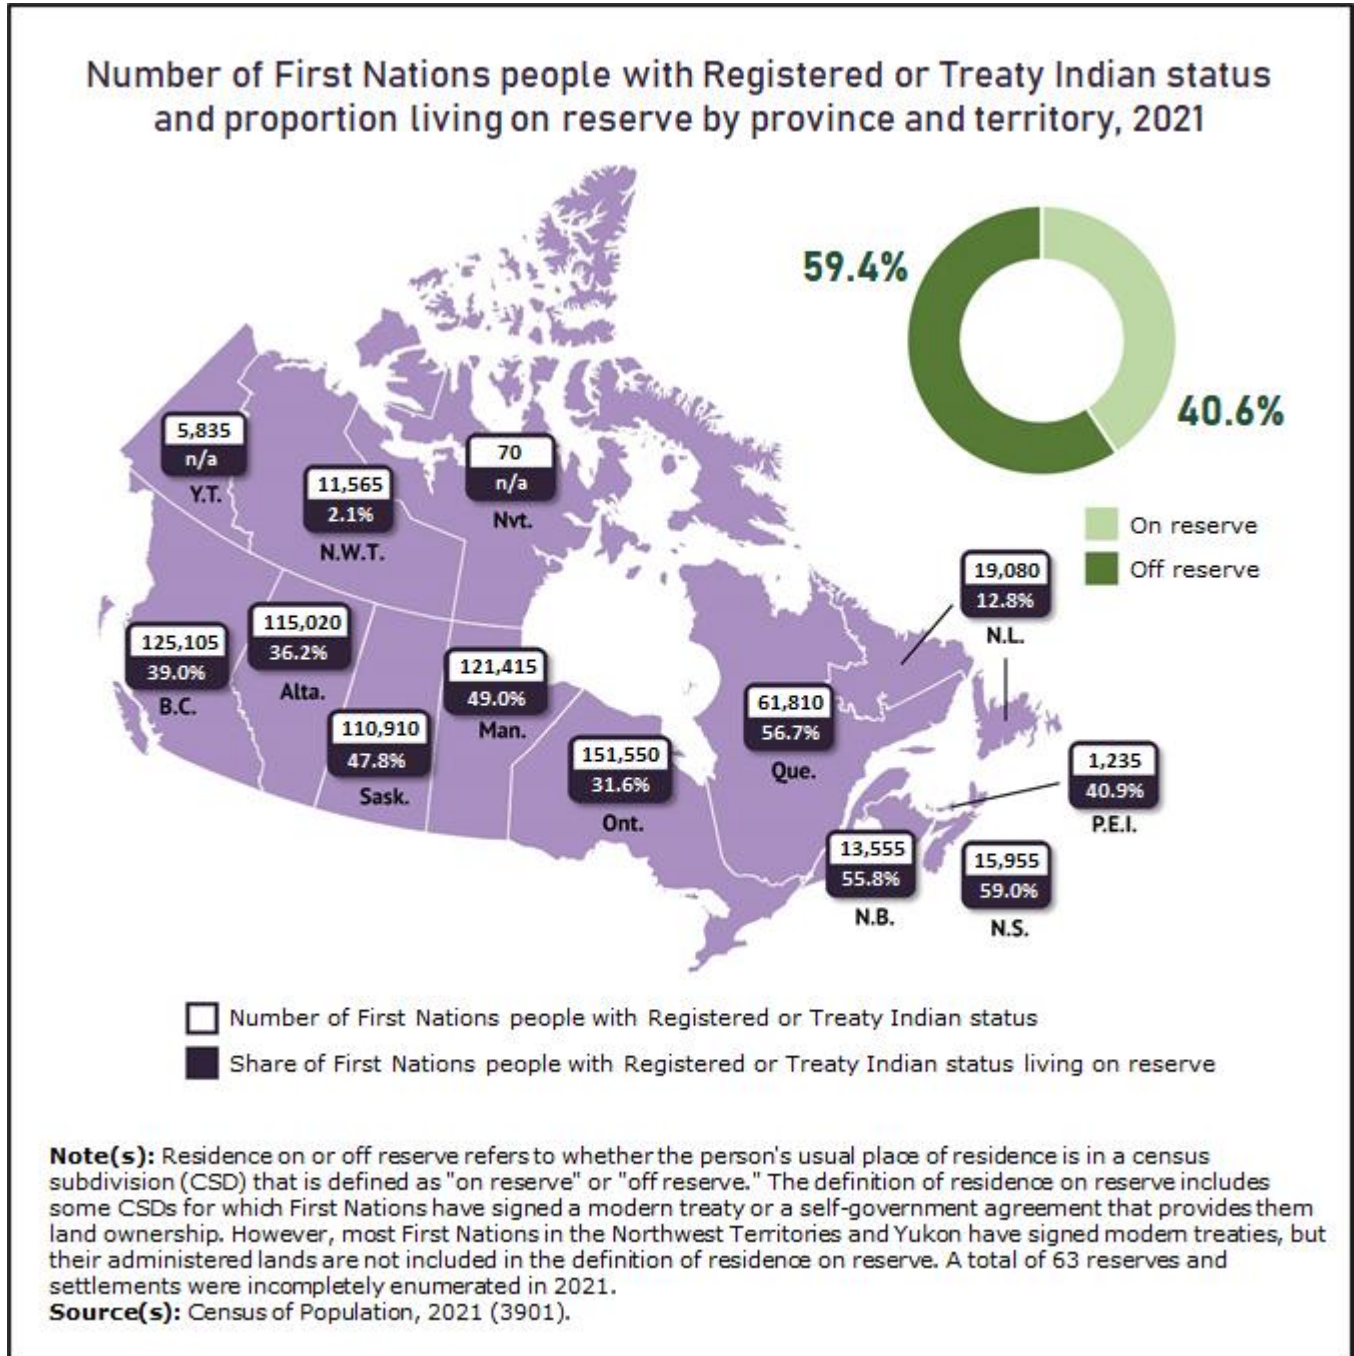 Number of First Nations people with Registered or Treaty Indian status
and proportion living on reserve by province and territory, 2021
59.4%
40.6%
On reserve
Off reserve
5,835
n/a
Y.T.
11,565
2.1%
N.W.T.
70
n/a
Nvt.
19,080
12.8%
N.L.
125,105
39.0%
B.C.
115,020
36.2%
Alta.
110,910
47.8%
Sask.
121,415
49.0%
Man.
151,550
31.6%
Ont.
61,810
56.7%
Que.
1,235
40.9%
P.E.I.
13,555
55.8%
N.B.
15,955
59.0%
N.S.
Number of First Nations people with Registered or Treaty Indian status
Share of First Nations people with Registered or Treaty Indian status living on reserve
Note(s): Residence on or off reserve refers to whether the person's usual place of residence is in a census
subdivision (CSD) that is defined as "on reserve" or "off reserve." The definition of residence on reserve includes
some CSDs for which First Nations have signed a modern treaty or a self-government agreement that provides them
land ownership. However, most First Nations in the Northwest Territories and Yukon have signed modern treaties, but
their administered lands are not included in the definition of residence on reserve. A total of 63 reserves and
settlements were incompletely enumerated in 2021.
Source(s): Census of Population, 2021 (3901).